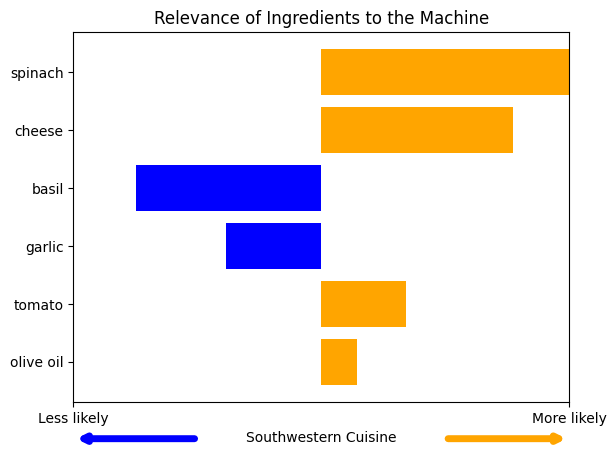 Relevance of Ingredients to the Machine
spinach
cheese
basil
garlic
tomato
olive oil
Less likely
More likely
Southwestern Cuisine